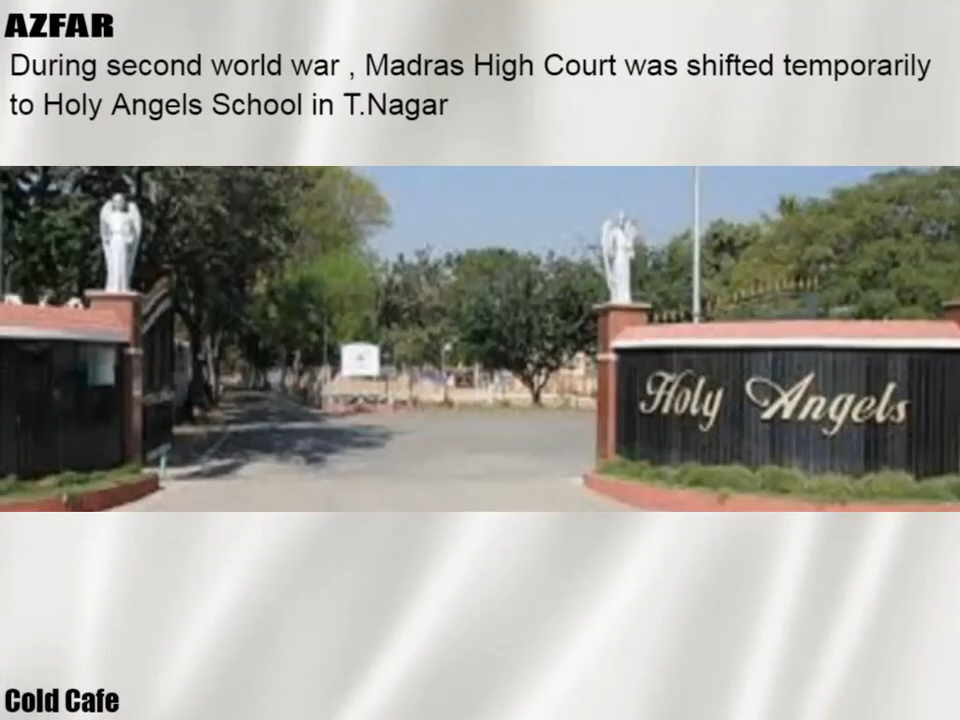 AZFAR
During second world war , Madras High Court was shifted temporarily
to Holy Angels School in T.Nagar
Holy Angels
Cold Cafe